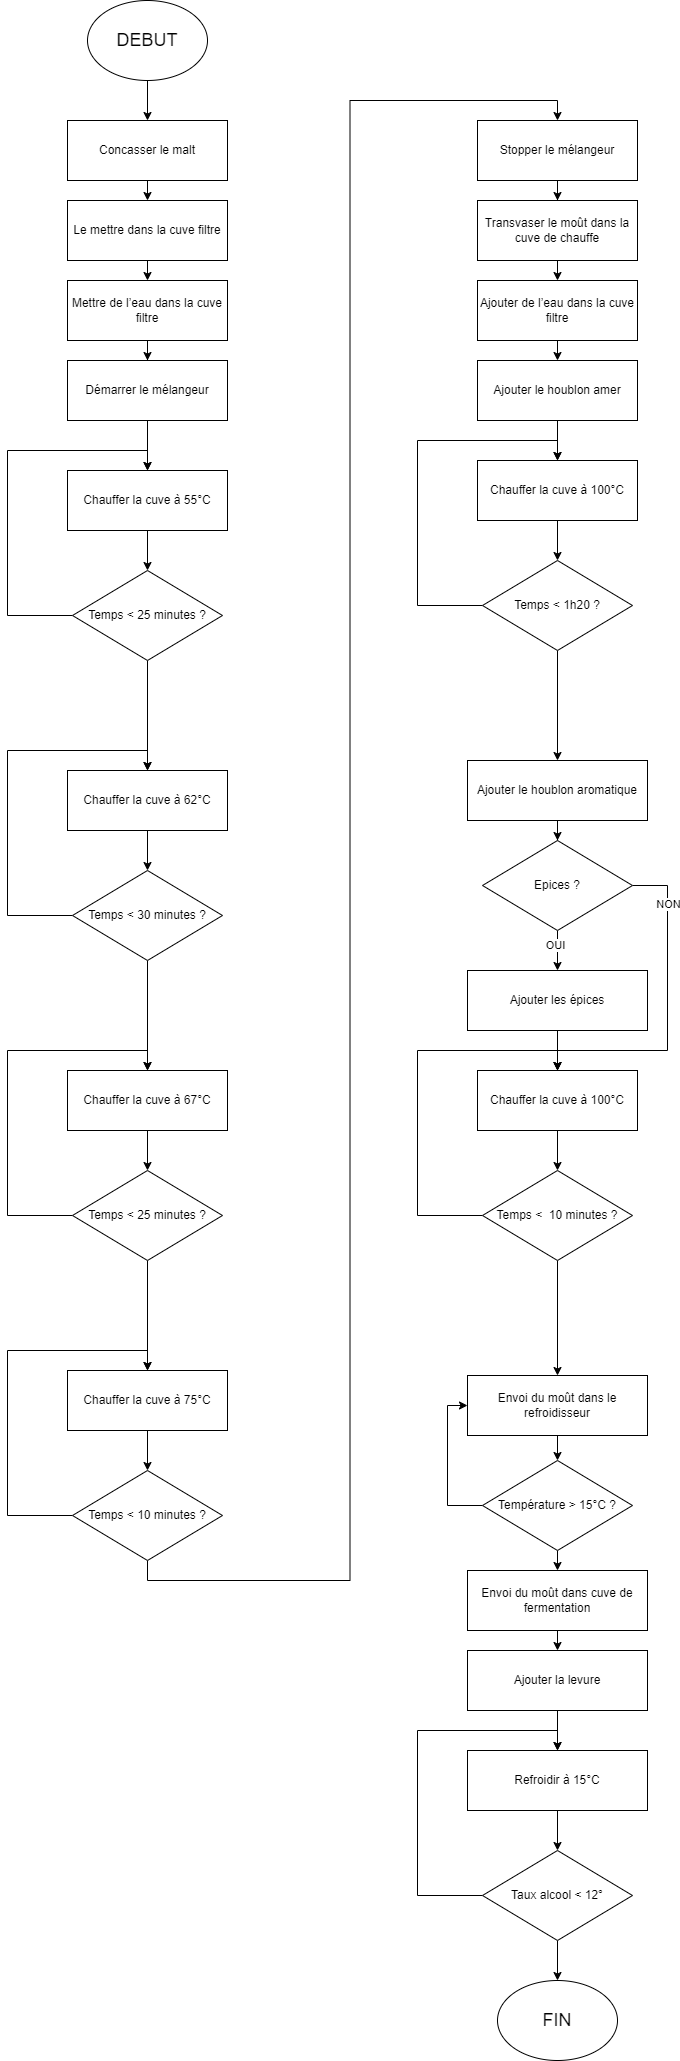 DEBUT
Concasser le malt
Le mettre dans la cuve filtre
Mettre de l'eau dans la cuve
filtre
Démarrer le mélangeur
Chauffer la cuve à 55°C
Temps < 25 minutes ?
Chauffer la cuve à 62°C
Temps < 30 minutes ?
Chauffer la cuve à 67°C
Temps < 25 minutes ?
Chauffer la cuve à 75°C
Temps < 10 minutes ?
Stopper le mélangeur
Transvaser le moût dans la
cuve de chauffe
Ajouter de l'eau dans la cuve
filtre
Ajouter le houblon amer
Chauffer la cuve à 100°C
Temps < 1h20 ?
Ajouter le houblon aromatique
Epices ?
NON
OUI
Ajouter les épices
Chauffer la cuve à 100°C
Temps < 10 minutes ?
Envoi du moût dans le
refroidisseur
Température > 15°C ?
Envoi du moût dans cuve de
fermentation
Ajouter la levure
Refroidir à 15°C
Taux alcool < 12°
FIN